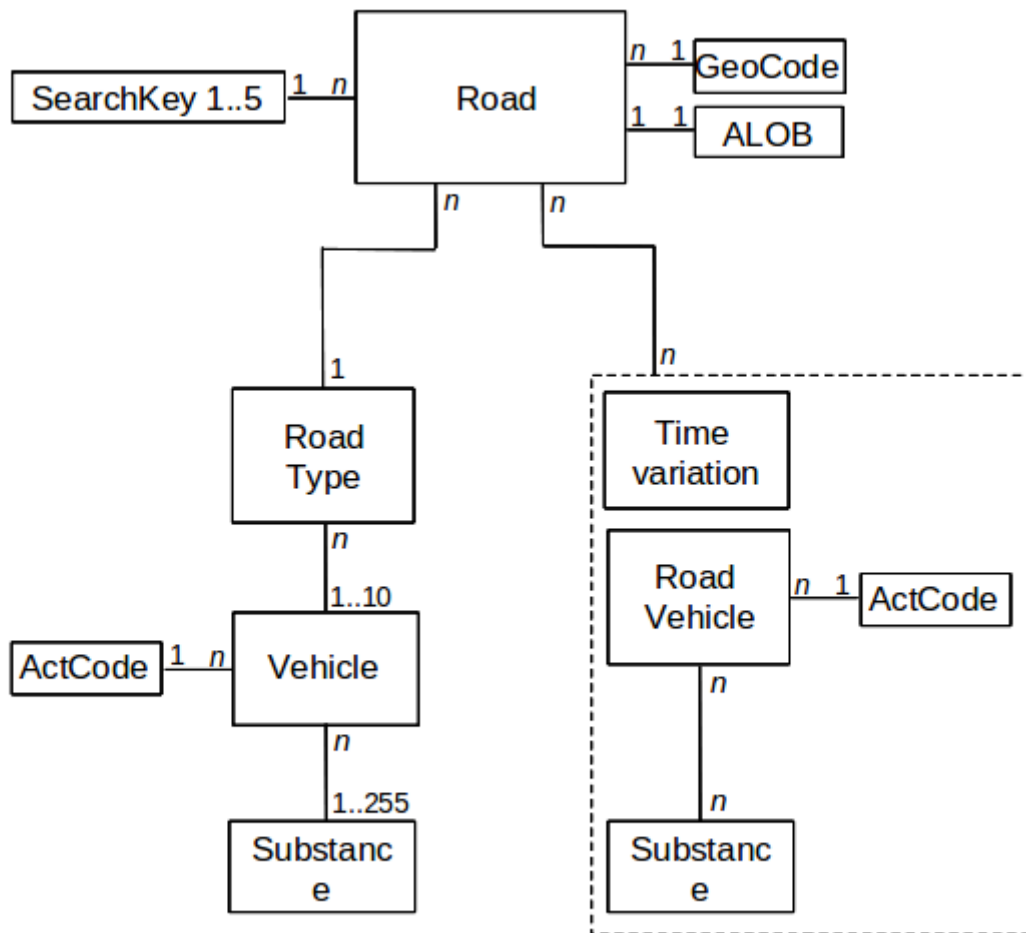 SearchKey 1..5
1 n
Road
n 1
GeoCode
1 1
ALOB
n
n
1
n
Road
Type
n
1..10
ActCode
1 n
Vehicle
n
1..255
Substanc
e
Time
variation
Road
Vehicle
n 1
ActCode
n
n
Substanc
e